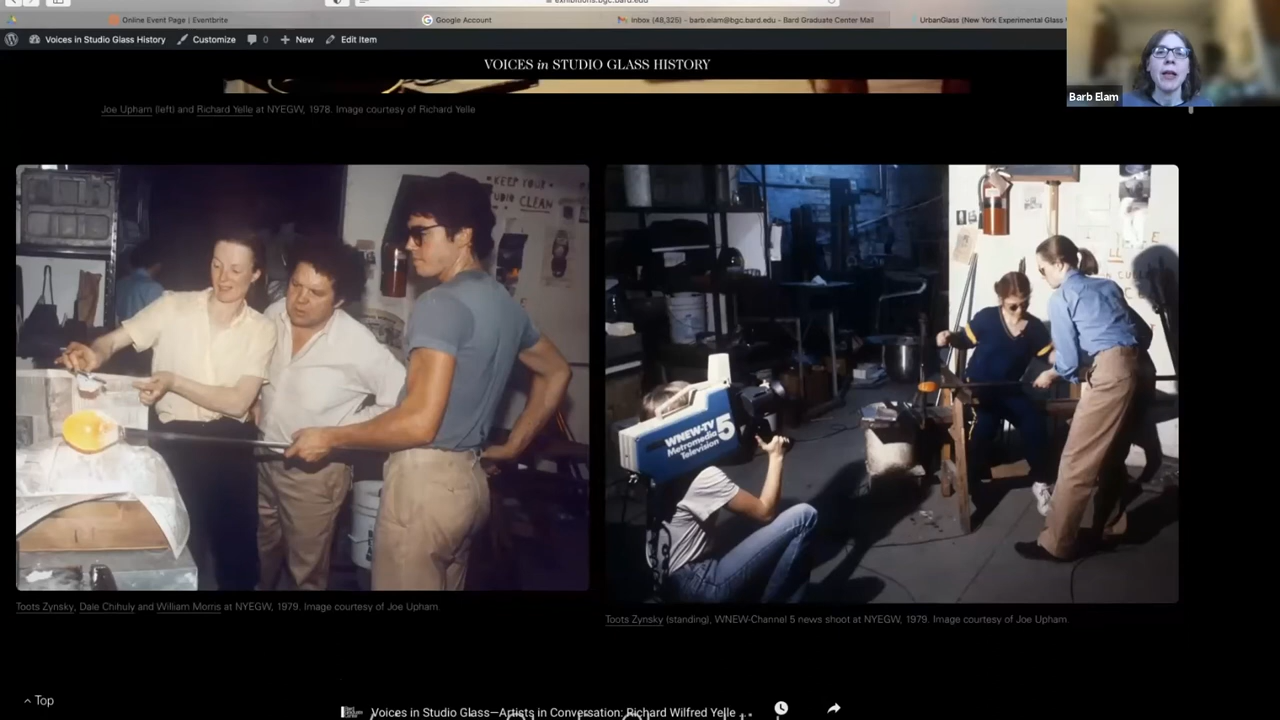 exhibitions.bgc.bard.edu
Online Event Page | Eventbrite
Google Account
Inbox (48,325) - barb.elam@bgc.bard.edu - Bard Graduate Center Mail
UrbanGlass (New York Experimental Glass
Voices in Studio Glass History
Customize
0
New
Edit Item
VOICES in STUDIO GLASS HISTORY
Barb Elam
Joe Upham (left) and Richard Yelle at NYEGW, 1978. Image courtesy of Richard Yelle
KEEP YOUR
STUDIO CLEAN
WNEW-TV
Metromedia 5
Television
Toots Zynsky, Dale Chihuly and William Morris at NYEGW, 1979. Image courtesy of Joe Upham.
Toots Zynsky (standing), WNEW-Channel 5 news shoot at NYEGW, 1979. Image courtesy of Joe Upham.
Top
Voices in Studio Glass—Artists in Conversation: Richard Wilfred Yelle ...